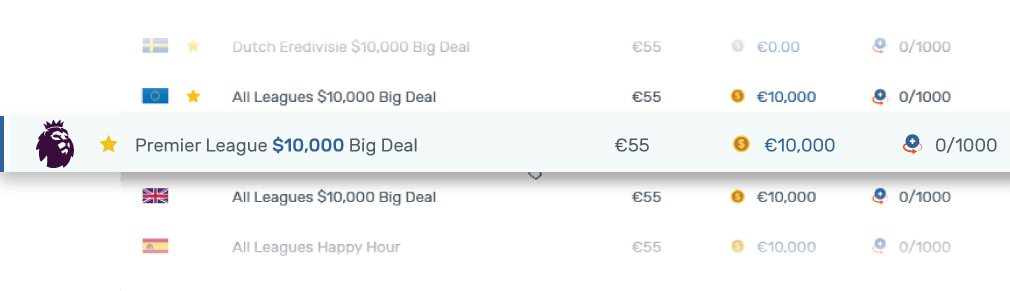 Dutch Eredivisie $10,000 Big Deal €55 €0.00 0/1000
All Leagues $10,000 Big Deal €55 €10,000 0/1000
Premier League $10,000 Big Deal €55 €10,000 0/1000
All Leagues $10,000 Big Deal €55 €10,000 0/1000
All Leagues Happy Hour €55 €10,000 0/1000